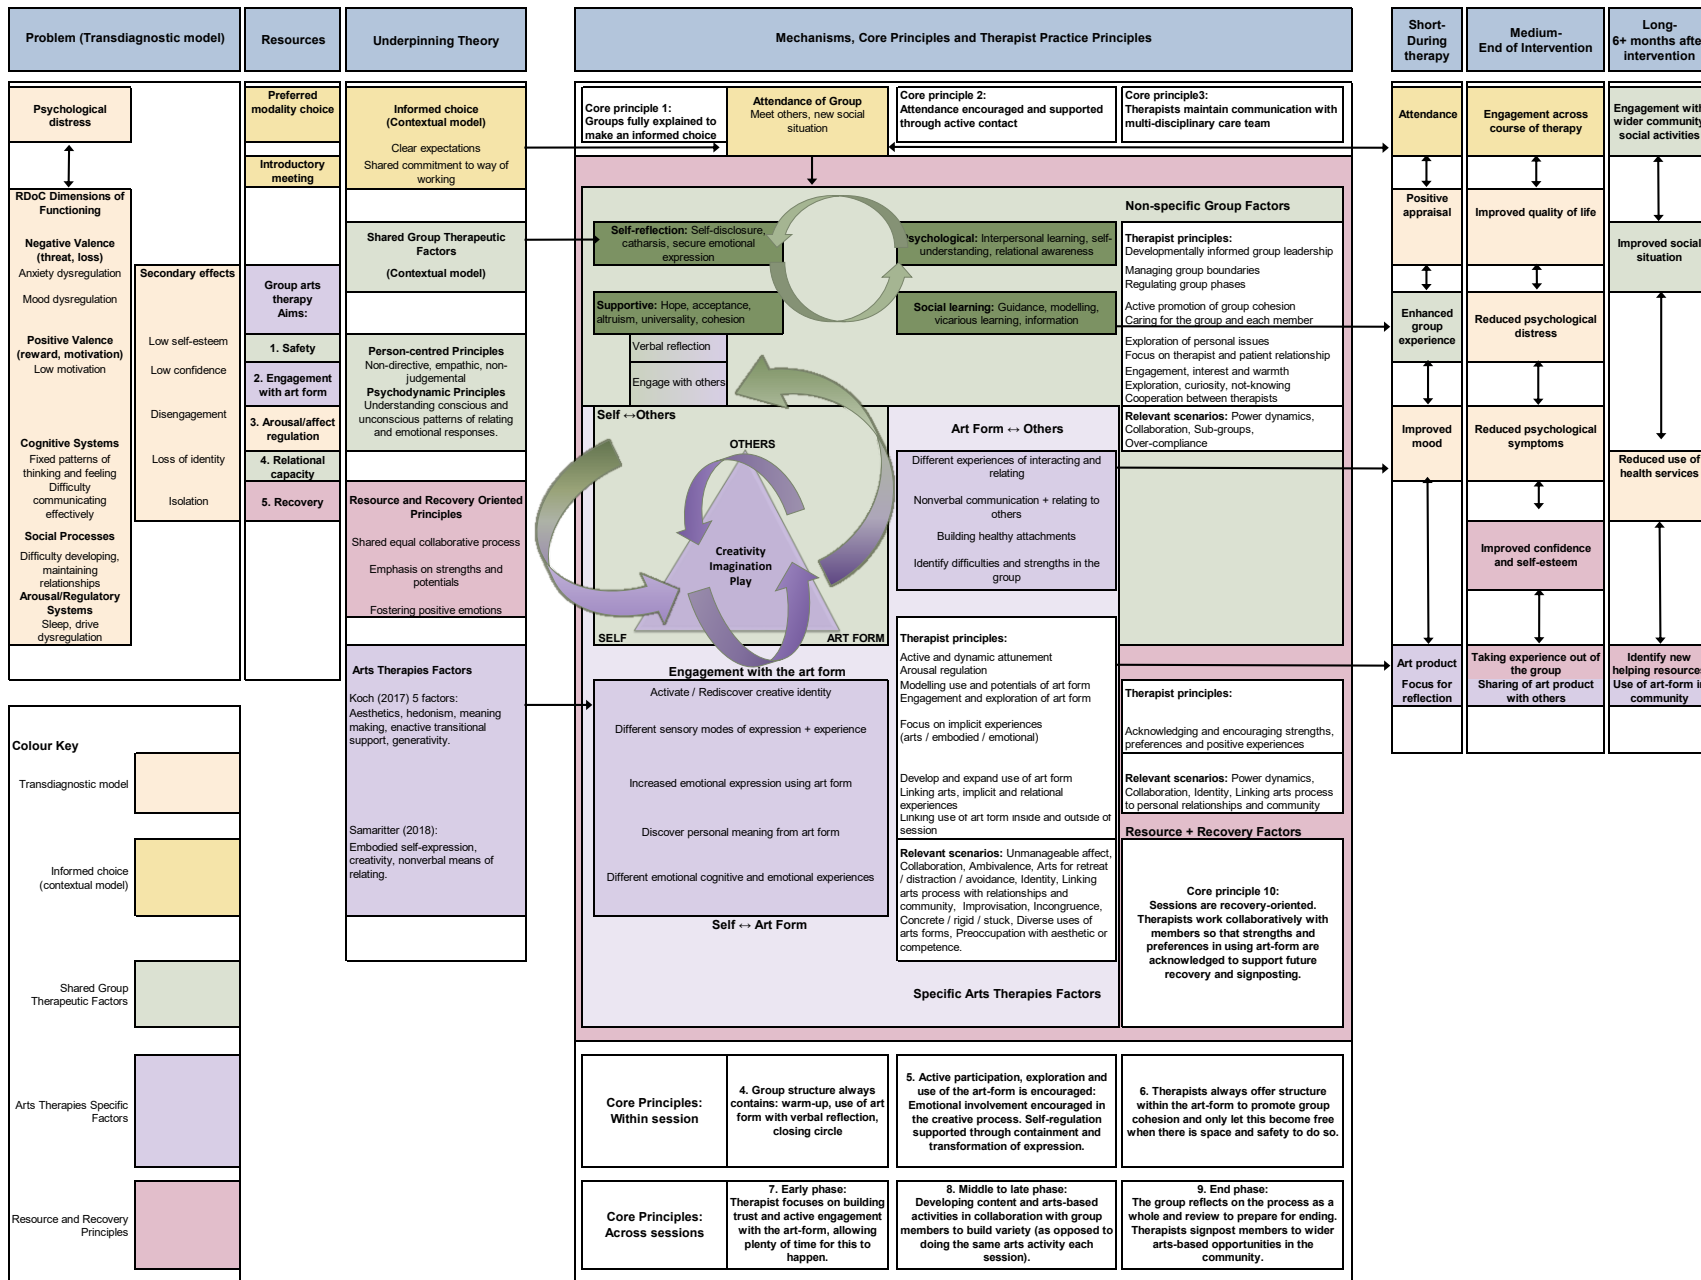 Problem (Transdiagnostic model)
Resources
Underpinning Theory
Mechanisms, Core Principles and Therapist Practice Principles
Short-
During
therapy
Medium-
End of Intervention
Long-
6+ months afte
intervention
Psychological
distress
RDoC Dimensions of
Functioning
Negative Valence
(threat, loss)
Anxiety dysregulation
Mood dysregulation
Positive Valence
(reward, motivation)
Low motivation
Cognitive Systems
Fixed patterns of
thinking and feeling
Difficulty
communicating
effectively
Social Processes
Difficulty developing,
maintaining
relationships
Arousal/Regulatory
Systems
Sleep, drive
dysregulation
Secondary effects
Low self-esteem
Low confidence
Disengagement
Loss of identity
Isolation
Preferred
modality choice
Introductory
meeting
Group arts
therapy
Aims:
1. Safety
2. Engagement
with art form
3. Arousal/affect
regulation
4. Relational
capacity
5. Recovery
Informed choice
(Contextual model)
Clear expectations
Shared commitment to way of
working
Shared Group Therapeutic
Factors
(Contextual model)
Person-centred Principles
Non-directive, empathic, non-
judgemental
Psychodynamic Principles
Understanding conscious and
unconscious patterns of relating
and emotional responses.
Resource and Recovery Oriented
Principles
Shared equal collaborative process
Emphasis on strengths and
potentials
Fostering positive emotions
Arts Therapies Factors
Koch (2017) 5 factors:
Aesthetics, hedonism, meaning
making, enactive transitional
support, generativity.
Samaritter (2018):
Embodied self-expression,
creativity, nonverbal means of
relating.
Core principle 1:
Groups fully explained to
make an informed choice
Attendance of Group
Meet others, new social
situation
Core principle 2:
Attendance encouraged and supported
through active contact
Core principle3:
Therapists maintain communication with
multi-disciplinary care team
Non-specific Group Factors
Self-reflection: Self-disclosure,
catharsis, secure emotional
expression
sychological: Interpersonal learning, self-
understanding, relational awareness
Supportive: Hope, acceptance,
altruism, universality, cohesion
Social learning: Guidance, modelling,
vicarious learning, information
Verbal reflection
Engage with others
Therapist principles:
Developmentally informed group leadership
Managing group boundaries
Regulating group phases
Active promotion of group cohesion
Caring for the group and each member
Exploration of personal issues
Focus on therapist and patient relationship
Engagement, interest and warmth
Exploration, curiosity, not-knowing
Cooperation between therapists
Relevant scenarios: Power dynamics,
Collaboration, Sub-groups,
Over-compliance
Self ↔Others
OTHERS
Creativity
Imagination
Play
SELF
ART FORM
Art Form ↔ Others
Different experiences of interacting and
relating
Nonverbal communication + relating to
others
Building healthy attachments
Identify difficulties and strengths in the
group
Engagement with the art form
Activate / Rediscover creative identity
Different sensory modes of expression + experience
Increased emotional expression using art form
Discover personal meaning from art form
Different emotional cognitive and emotional experiences
Self ↔ Art Form
Therapist principles:
Active and dynamic attunement
Arousal regulation
Modelling use and potentials of art form
Engagement and exploration of art form
Focus on implicit experiences
(arts / embodied / emotional)
Develop and expand use of art form
Linking arts, implicit and relational
experiences
Linking use of art form inside and outside of
session
Relevant scenarios: Unmanageable affect,
Collaboration, Ambivalence, Arts for retreat
/ distraction / avoidance, Identity, Linking
arts process with relationships and
community, Improvisation, Incongruence,
Concrete / rigid / stuck, Diverse uses of
arts forms, Preoccupation with aesthetic or
competence.
Specific Arts Therapies Factors
Therapist principles:
Acknowledging and encouraging strengths,
preferences and positive experiences
Relevant scenarios: Power dynamics,
Collaboration, Identity, Linking arts process
to personal relationships and community
Resource + Recovery Factors
Core principle 10:
Sessions are recovery-oriented.
Therapists work collaboratively with
members so that strengths and
preferences in using art-form are
acknowledged to support future
recovery and signposting.
Core Principles:
Within session
4. Group structure always
contains: warm-up, use of art
form with verbal reflection,
closing circle
5. Active participation, exploration and
use of the art-form is encouraged:
Emotional involvement encouraged in
the creative process. Self-regulation
supported through containment and
transformation of expression.
6. Therapists always offer structure
within the art-form to promote group
cohesion and only let this become free
when there is space and safety to do so.
Core Principles:
Across sessions
7. Early phase:
Therapist focuses on building
trust and active engagement
with the art-form, allowing
plenty of time for this to
happen.
8. Middle to late phase:
Developing content and arts-based
activities in collaboration with group
members to build variety (as opposed to
doing the same arts activity each
session).
9. End phase:
The group reflects on the process as a
whole and review to prepare for ending.
Therapists signpost members to wider
arts-based opportunities in the
community.
Attendance
Positive
appraisal
Enhanced
group
experience
Improved
mood
Art product
Focus for
reflection
Engagement across
course of therapy
Improved quality of life
Reduced psychological
distress
Reduced psychological
symptoms
Improved confidence
and self-esteem
Taking experience out of
the group
Sharing of art product
with others
Engagement with
wider community
social activities
Improved social
situation
Reduced use of
health services
Identify new
helping resources
Use of art-form i
community
Colour Key
Transdiagnostic model
Informed choice
(contextual model)
Shared Group
Therapeutic Factors
Arts Therapies Specific
Factors
Resource and Recovery
Principles